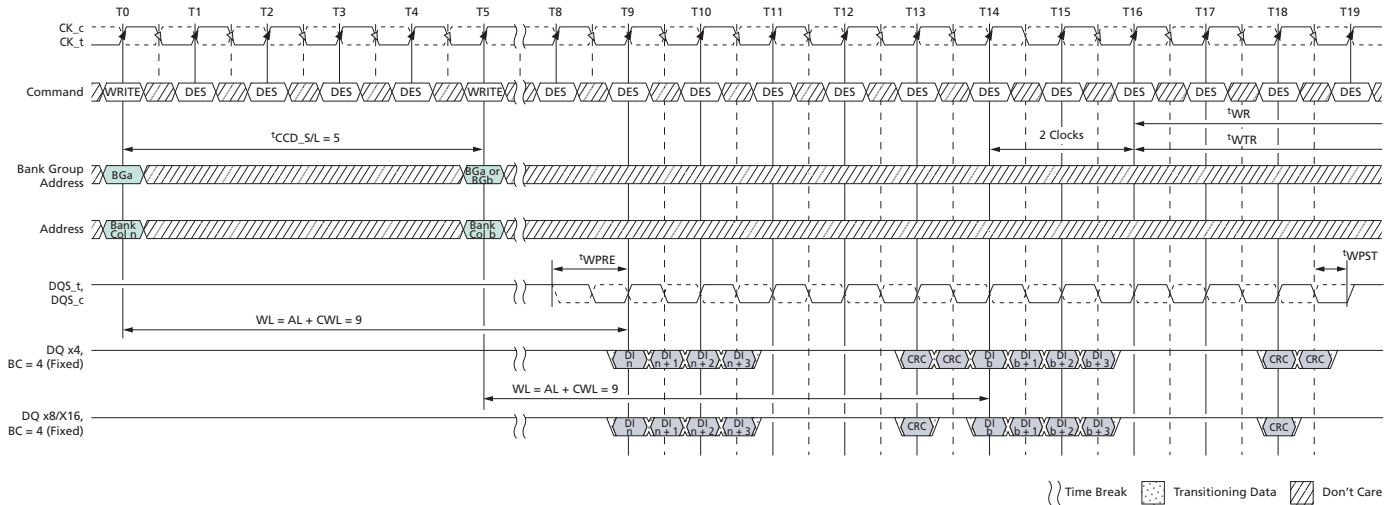 T0 T1 T2 T3 T4 T5 T8 T9 T10 T11 T12 T13 T14 T15 T16 T17 T18 T19
CK_c
CK_t
Command WRITE DES DES DES DES WRITE DES DES DES DES DES DES DES DES DES DES DES DES
tWR
tCCD_S/L = 5 2 Clocks tWTR
Bank Group
Address
BGa
BGa or
BGb
Address
Bank
Col n
Bank
Col b
tWPRE tWPST
DQS_t,
DQS_c
WL = AL + CWL = 9
DQ x4,
BC = 4 (Fixed)
DI DI DI DI CRC CRC DI DI DI DI CRC CRC
n n + 1 n + 2 n + 3 b b + 1 b + 2 b + 3
WL = AL + CWL = 9
DQ x8/X16,
BC = 4 (Fixed)
DI DI DI DI CRC DI DI DI DI CRC
n n + 1 n + 2 n + 3 b b + 1 b + 2 b + 3
Time Break Transitioning Data Don't Care